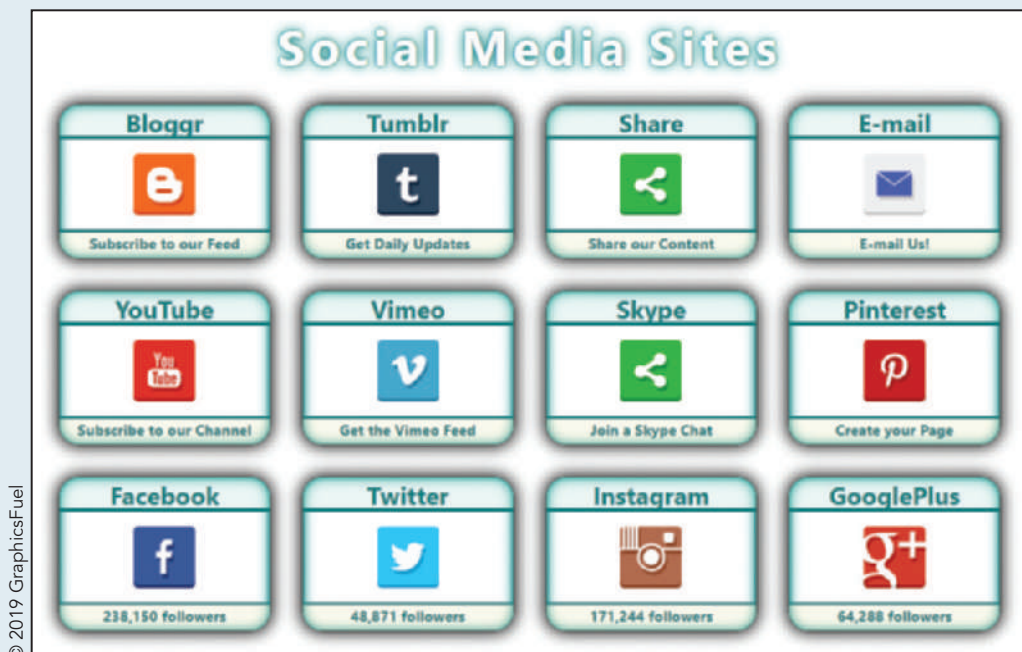 Social Media Sites
Bloggr
Tumblr
Share
E-mail
t
Subscribe to our Feed
Get Daily Updates
Share our Content
E-mail Us!
YouTube
Vimeo
Skype
Pinterest
You
Tube
Subscribe to our Channel
Get the Vimeo Feed
Join a Skype Chat
Create your Page
Facebook
Twitter
Instagram
GooglePlus
f
g+
238,150 followers
48,871 followers
171,244 followers
64,288 followers
© 2019 GraphicsFuel